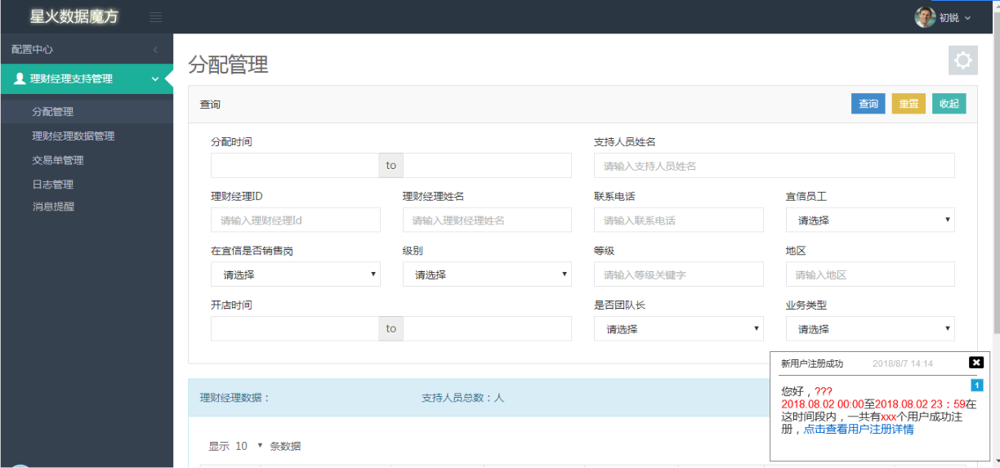 星火数据魔方
初锐
配置中心
理财经理支持管理
分配管理
理财经理数据管理
交易单管理
日志管理
消息提醒
分配管理
查询
查询 重置 收起
分配时间 支持人员姓名
to 请输入支持人员姓名
理财经理ID 理财经理姓名 联系电话 宜信员工
请输入理财经理Id 请输入理财经理姓名 请输入联系电话 请选择
在宜信是否销售岗 级别 等级 地区
请选择 请选择 请输入等级关键字 请输入地区
开店时间 是否团队长 业务类型
to 请选择 请选择
理财经理数据： 支持人员总数：人
显示 10 条数据
新用户注册成功 2018/8/7 14:14
1
您好，???
2018.08.02 00:00至2018.08.02 23：59在
这时间段内，一共有xxx个用户成功注
册，点击查看用户注册详情